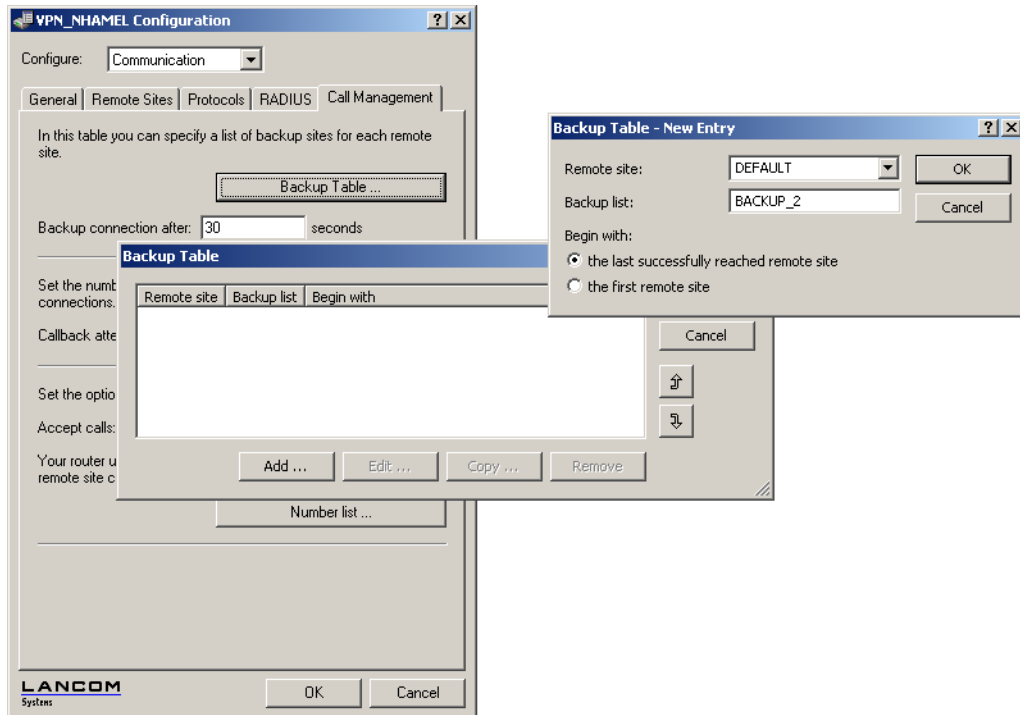 VPN_NHAMEL Configuration
Configure: Communication
General Remote Sites Protocols RADIUS Call Management
In this table you can specify a list of backup sites for each remote
site.
Backup Table ...
Backup connection after: 30 seconds
Set the numb
connections.
Callback atte
Set the optio
Accept calls:
Your router u
remote site c
Number list ...
LANCOM
Systems
OK Cancel
Backup Table
Remote site Backup list Begin with
Cancel
Add ... Edit ... Copy ... Remove
Backup Table - New Entry
Remote site: DEFAULT OK
Backup list: BACKUP_2 Cancel
Begin with:
the last successfully reached remote site
the first remote site